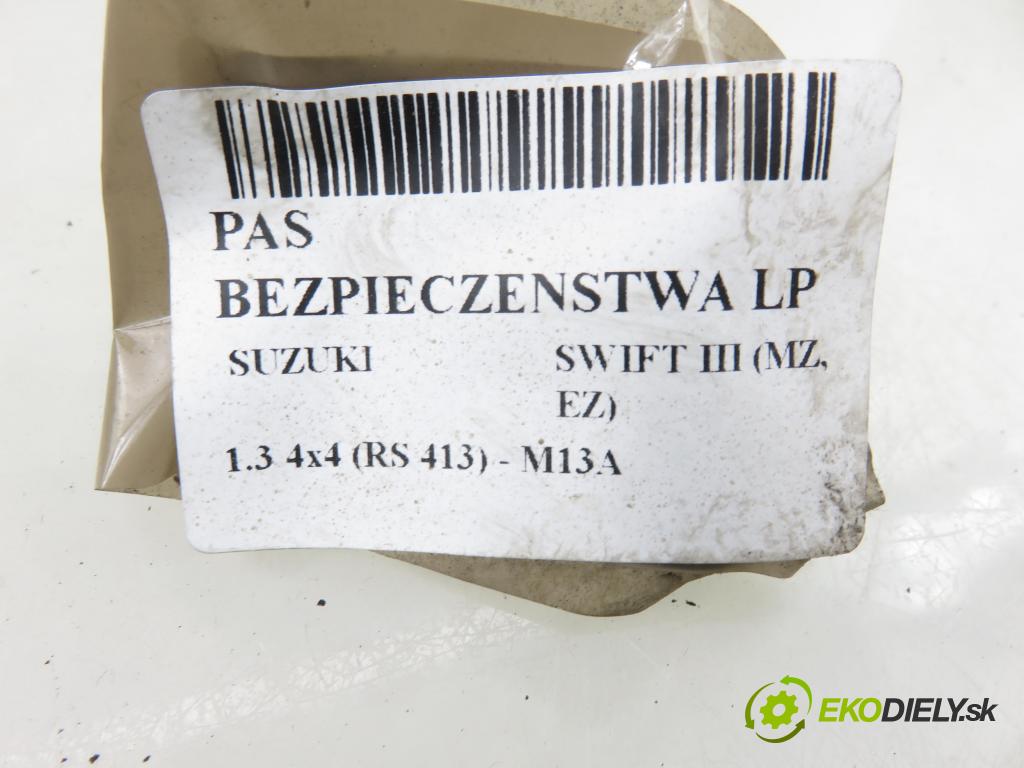 PAS
BEZPIECZENSTWA LP
SUZUKI SWIFT III (MZ,
EZ)
1.3 4x4 (RS 413) - M13A
EKODIELY.sk